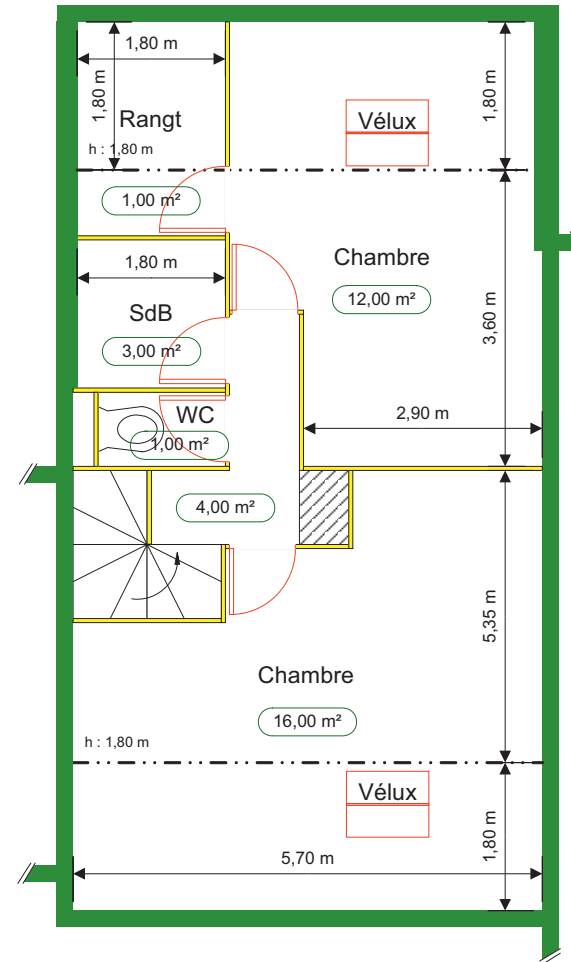 1,80 m
1,80 m
1,80 m
Rangt
Vélux
h : 1,80 m
1,00 m²
Chambre
1,80 m
12,00 m²
3,60 m
SdB
3,00 m²
WC
2,90 m
1,00 m²
4,00 m²
5,35 m
Chambre
16,00 m²
h : 1,80 m
Vélux
1,80 m
5,70 m